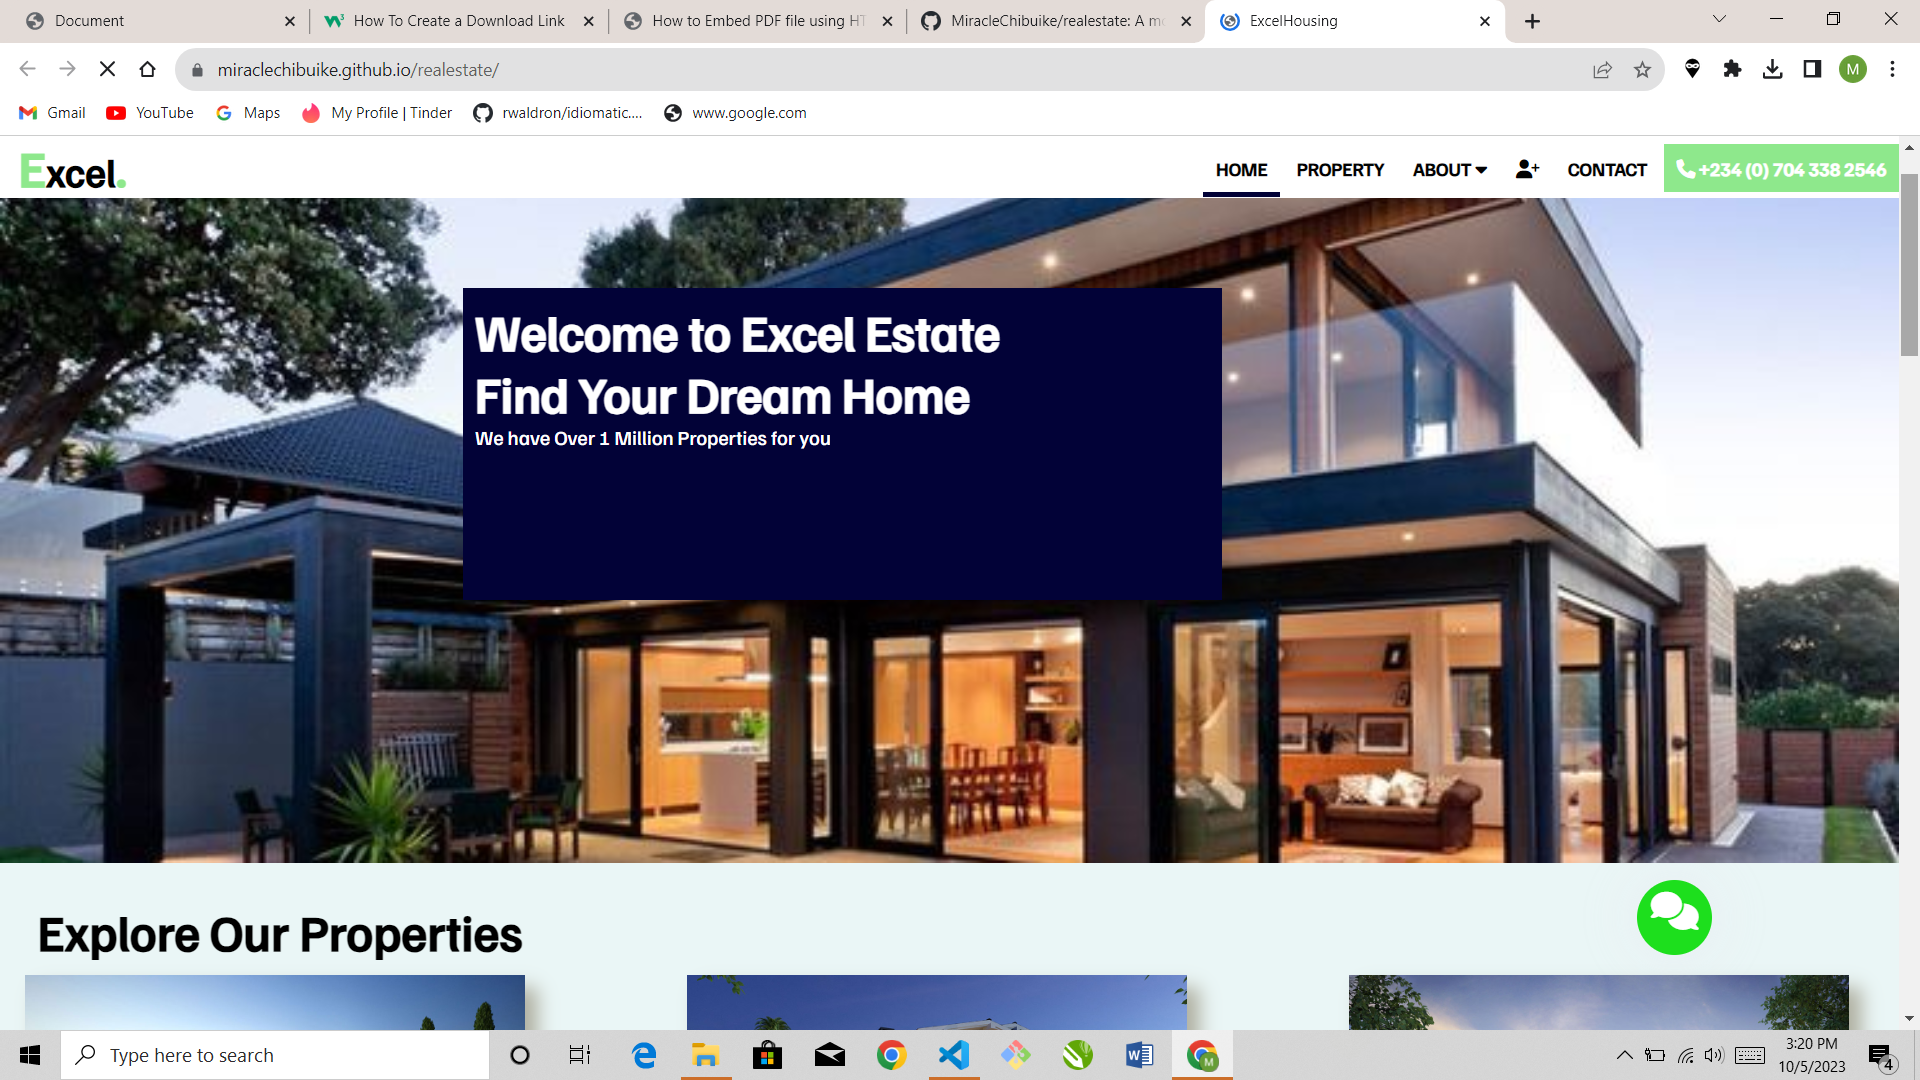 Document
How To Create a Download Link
How to Embed PDF file using HT
MiracleChibuike/realestate: A mo
ExcelHousing
miraclechibuike.github.io/realestate/
M
Gmail
YouTube
Maps
My Profile | Tinder
rwaldron/idiomatic....
www.google.com
Excel.
HOME
PROPERTY
ABOUT
CONTACT
+234 (0) 704 338 2546
Welcome to Excel Estate
Find Your Dream Home
We have Over 1 Million Properties for you
Explore Our Properties
Type here to search
M
3:20 PM
10/5/2023
4